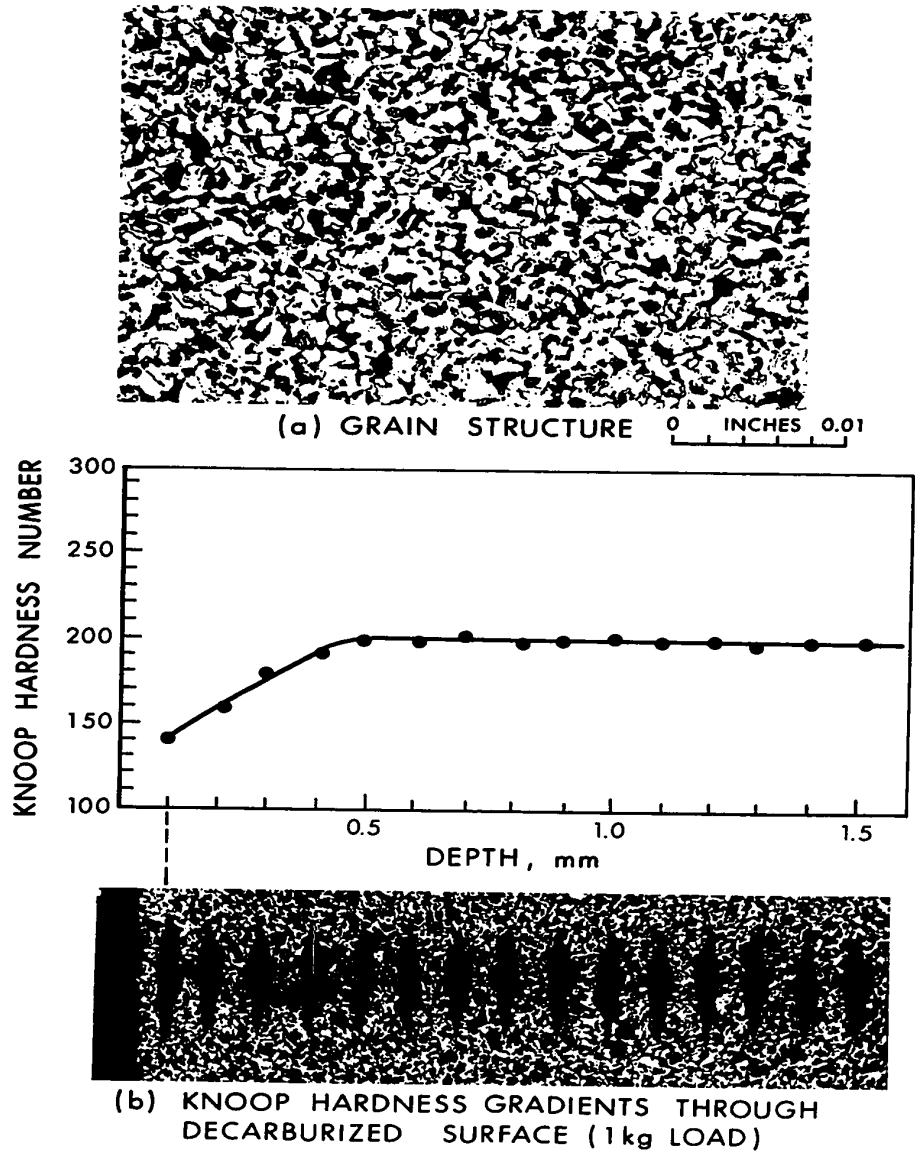 (a) GRAIN STRUCTURE
0 INCHES 0.01
KNOOP HARDNESS NUMBER
300
250
200
150
100
0.5 1.0 1.5
DEPTH, mm
(b) KNOOP HARDNESS GRADIENTS THROUGH
DECARBURIZED SURFACE (1kg LOAD)